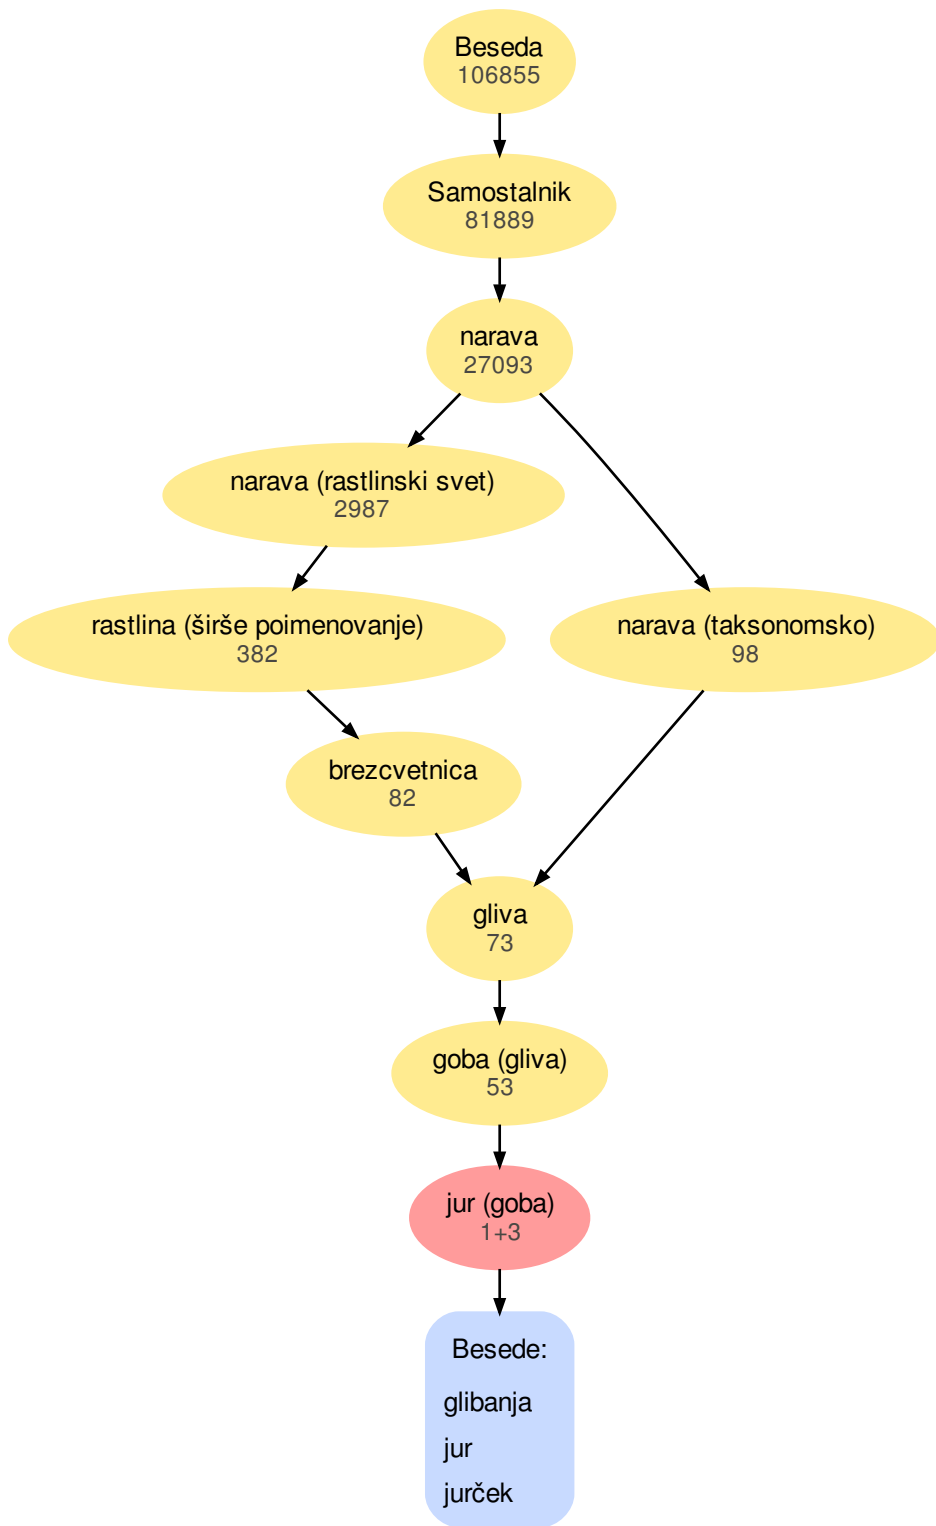 Beseda
106855
Samostalnik
81889
narava
27093
narava (rastlinski svet)
2987
rastlina (širše poimenovanje)
382
narava (taksonomsko)
98
brezcvetnica
82
gliva
73
goba (gliva)
53
jur (goba)
1+3
Besede:
glibanja
jur
jurček